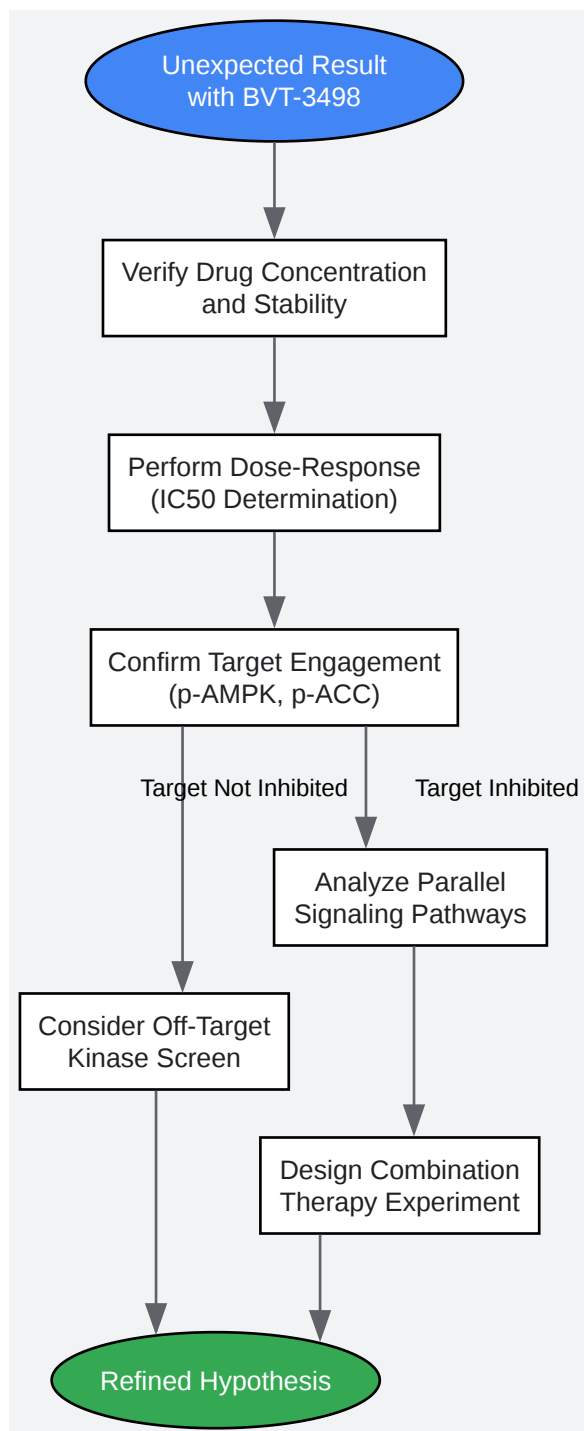 Unexpected Result
with BVT-3498
Verify Drug Concentration
and Stability
Perform Dose-Response
(IC50 Determination)
Confirm Target Engagement
(p-AMPK, p-ACC)
Target Not Inhibited
Target Inhibited
Analyze Parallel
Signaling Pathways
Consider Off-Target
Kinase Screen
Design Combination
Therapy Experiment
Refined Hypothesis